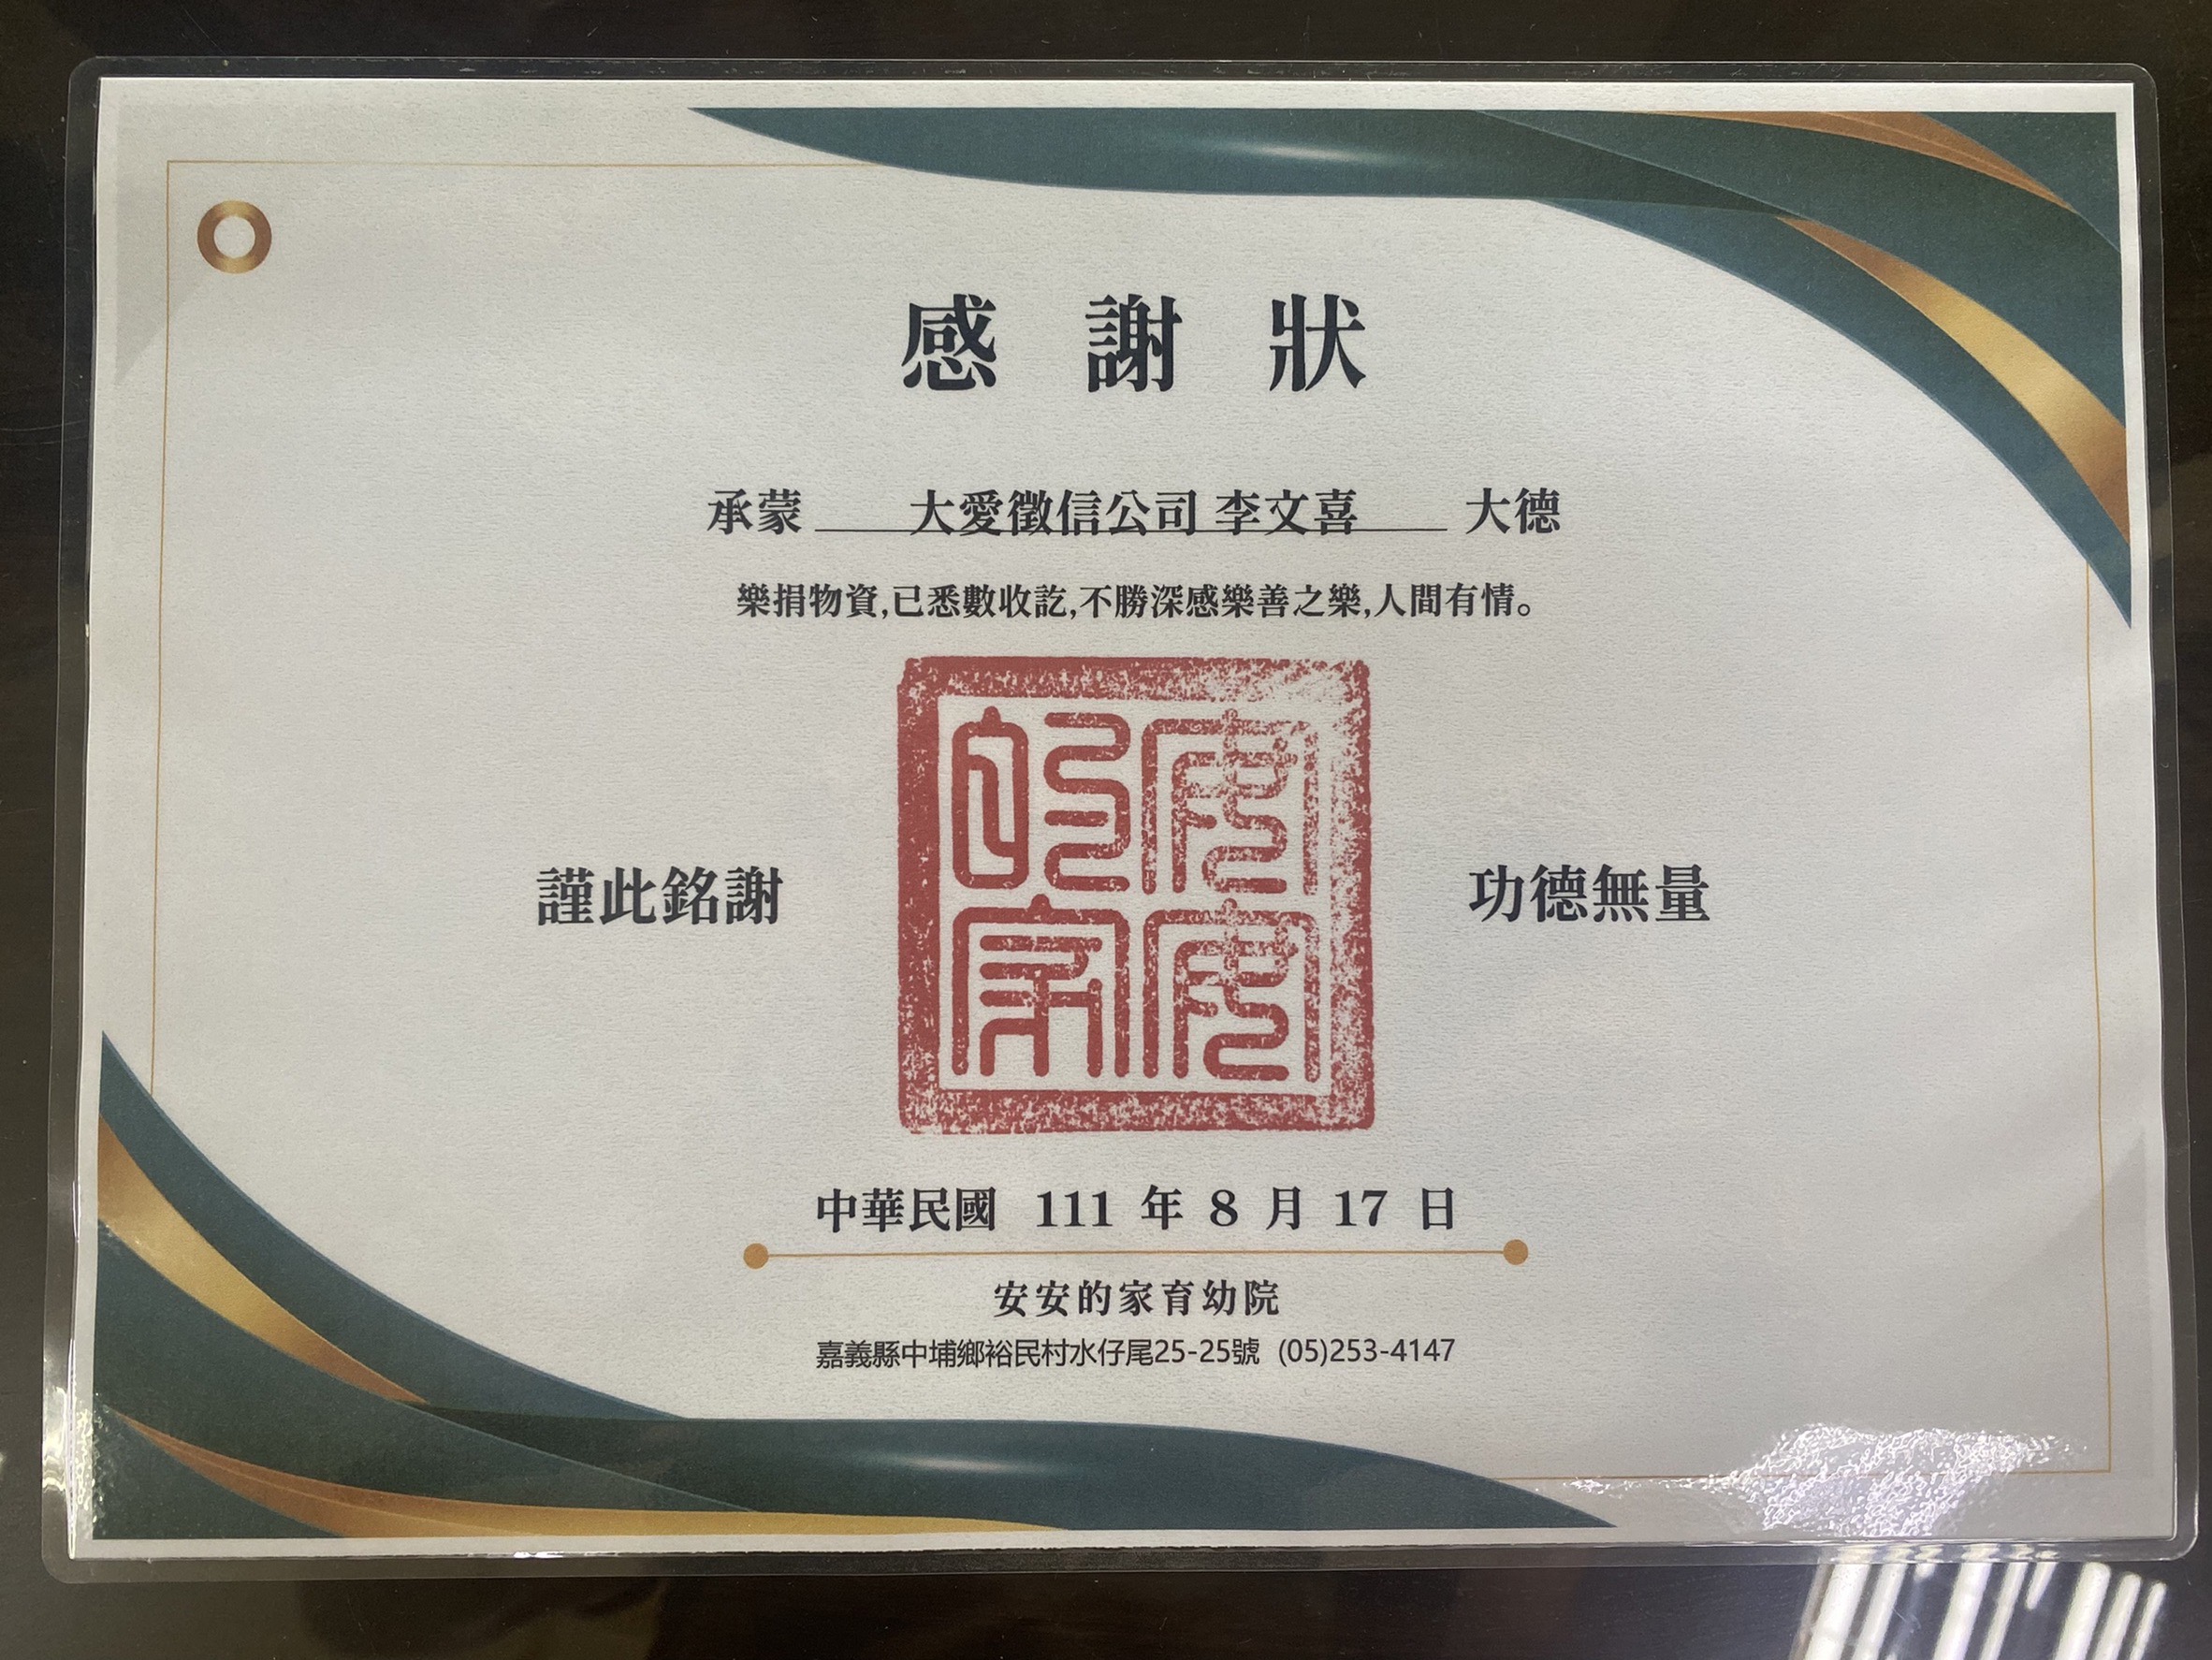 感謝狀
承蒙 大愛徵信公司 李文喜 大德
樂捐物資,已悉數收訖,不勝深感樂善之樂,人間有情。
安安的家
謹此銘謝 功德無量
中華民國 111 年 8 月 17 日
安安的家育幼院
嘉義縣中埔鄉裕民村水仔尾25-25號 (05)253-4147